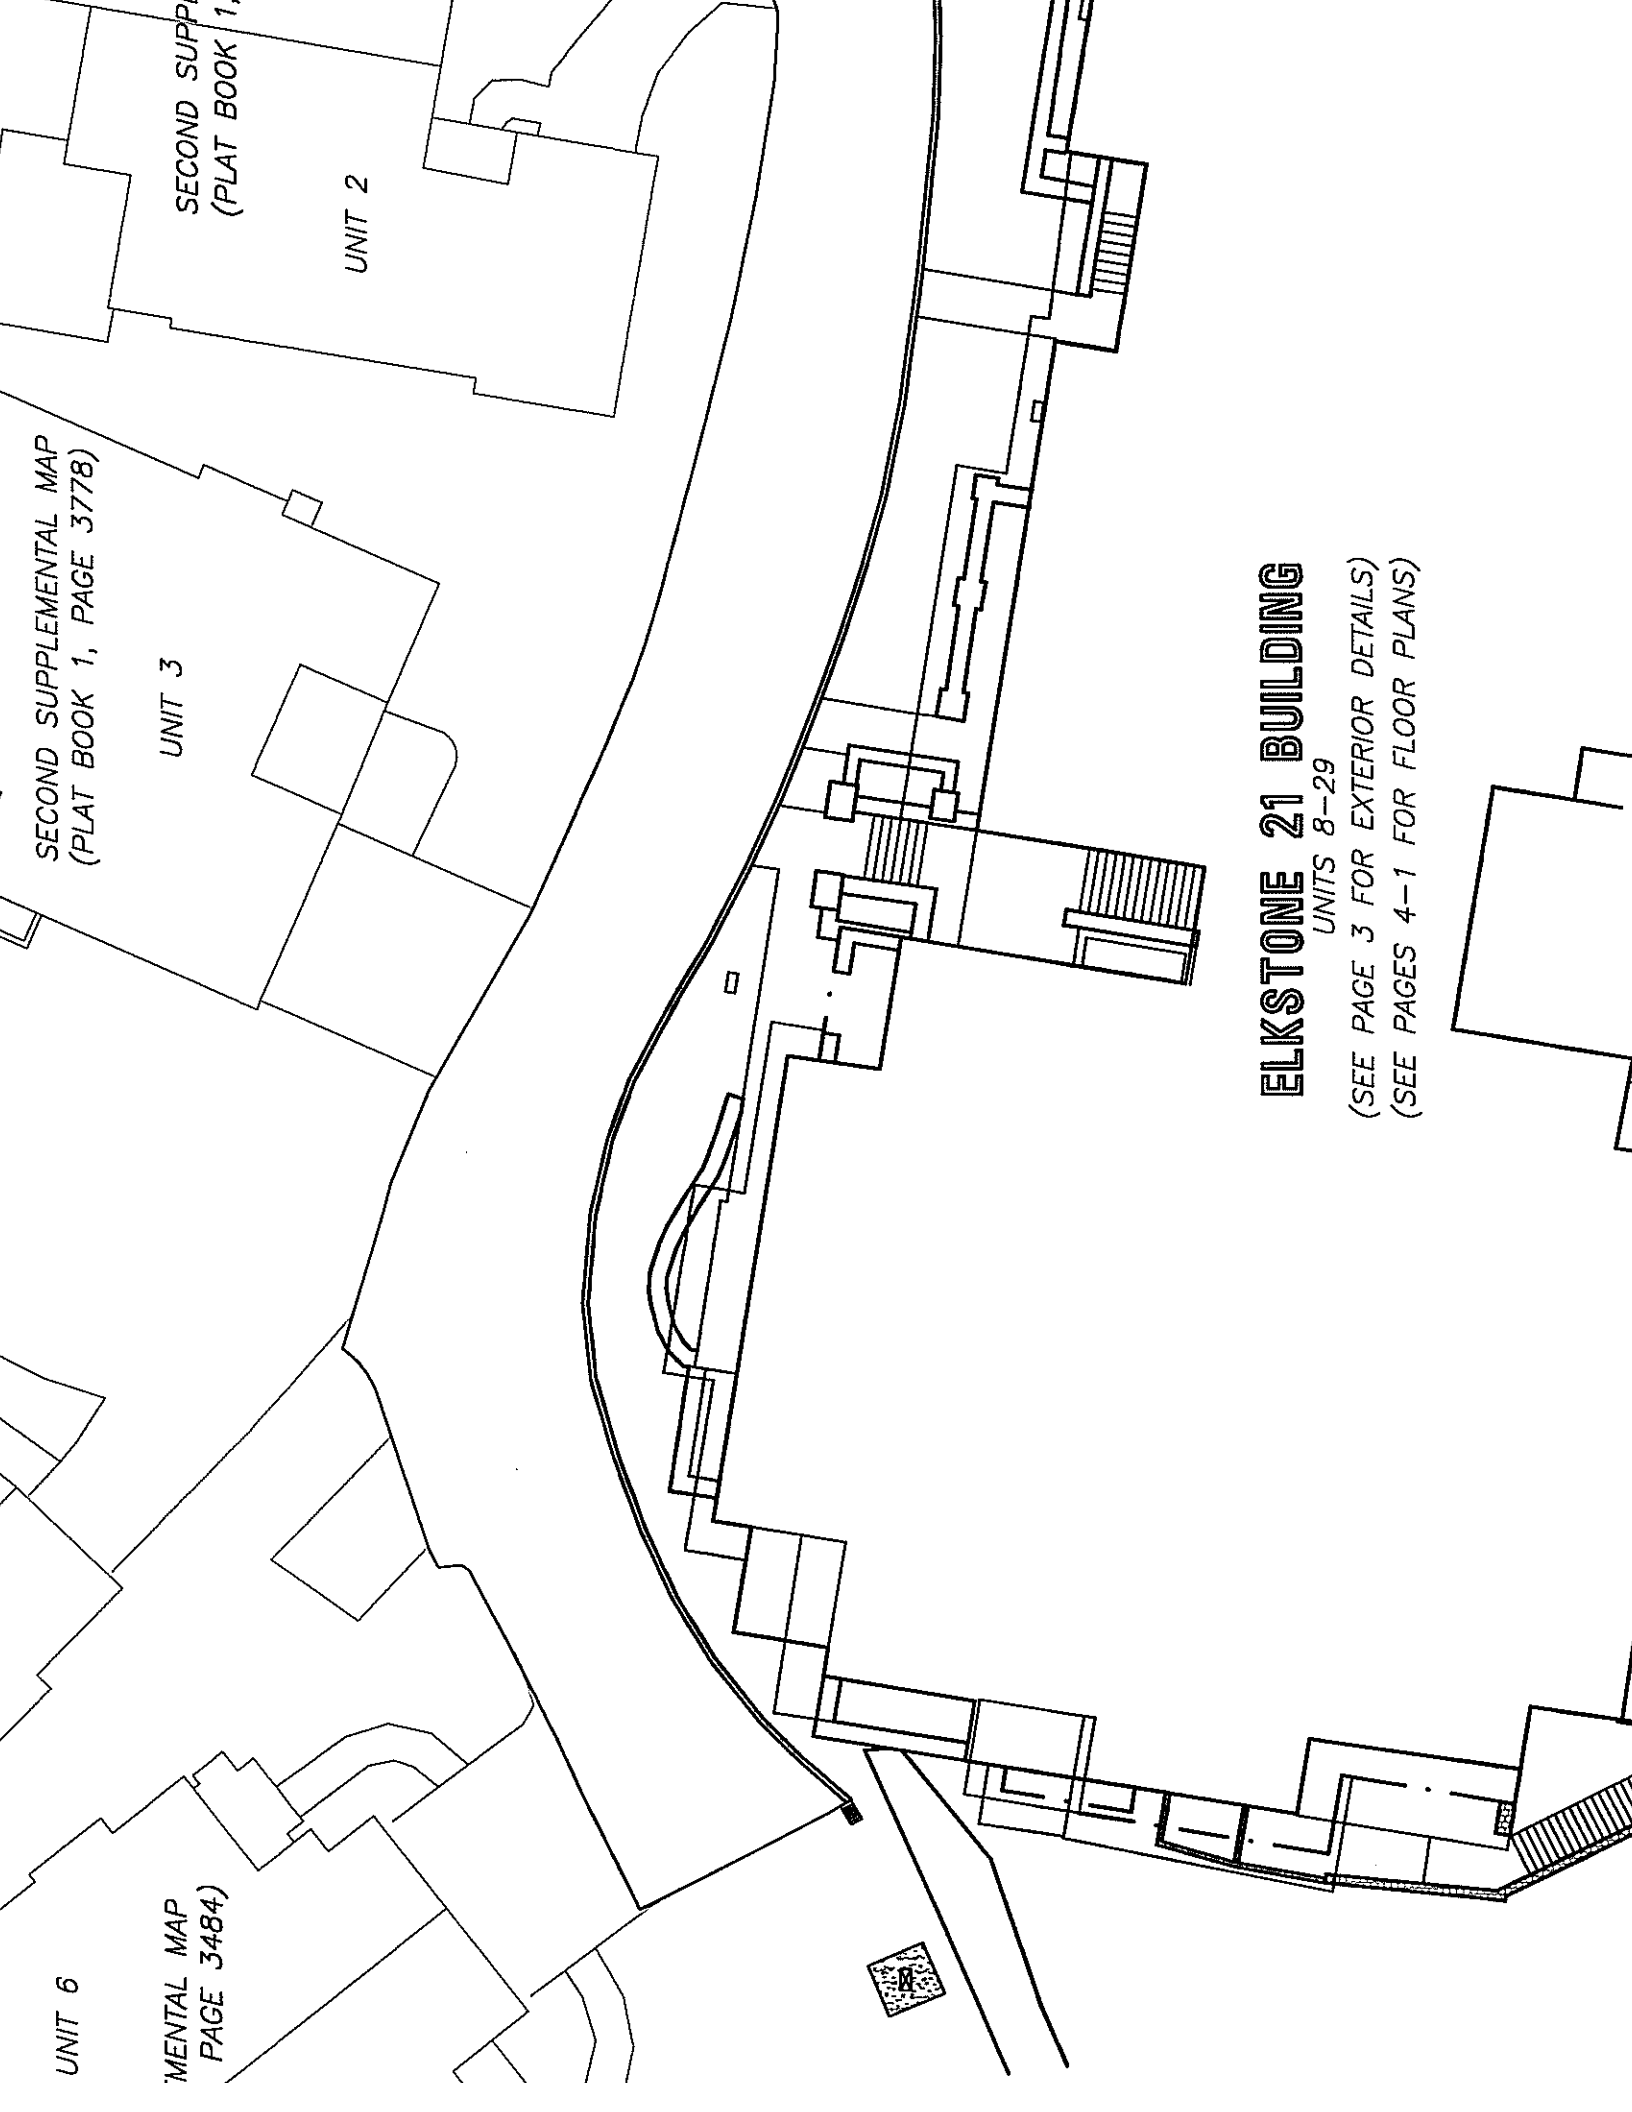 SECOND SUPPL
(PLAT BOOK 1,
UNIT 2
SECOND SUPPLEMENTAL MAP
(PLAT BOOK 1, PAGE 3778)
UNIT 3
ELKSTONE 21 BUILDING
UNITS 8-29
(SEE PAGE 3 FOR EXTERIOR DETAILS)
(SEE PAGES 4-1 FOR FLOOR PLANS)
UNIT 6
MENTAL MAP
PAGE 3484)